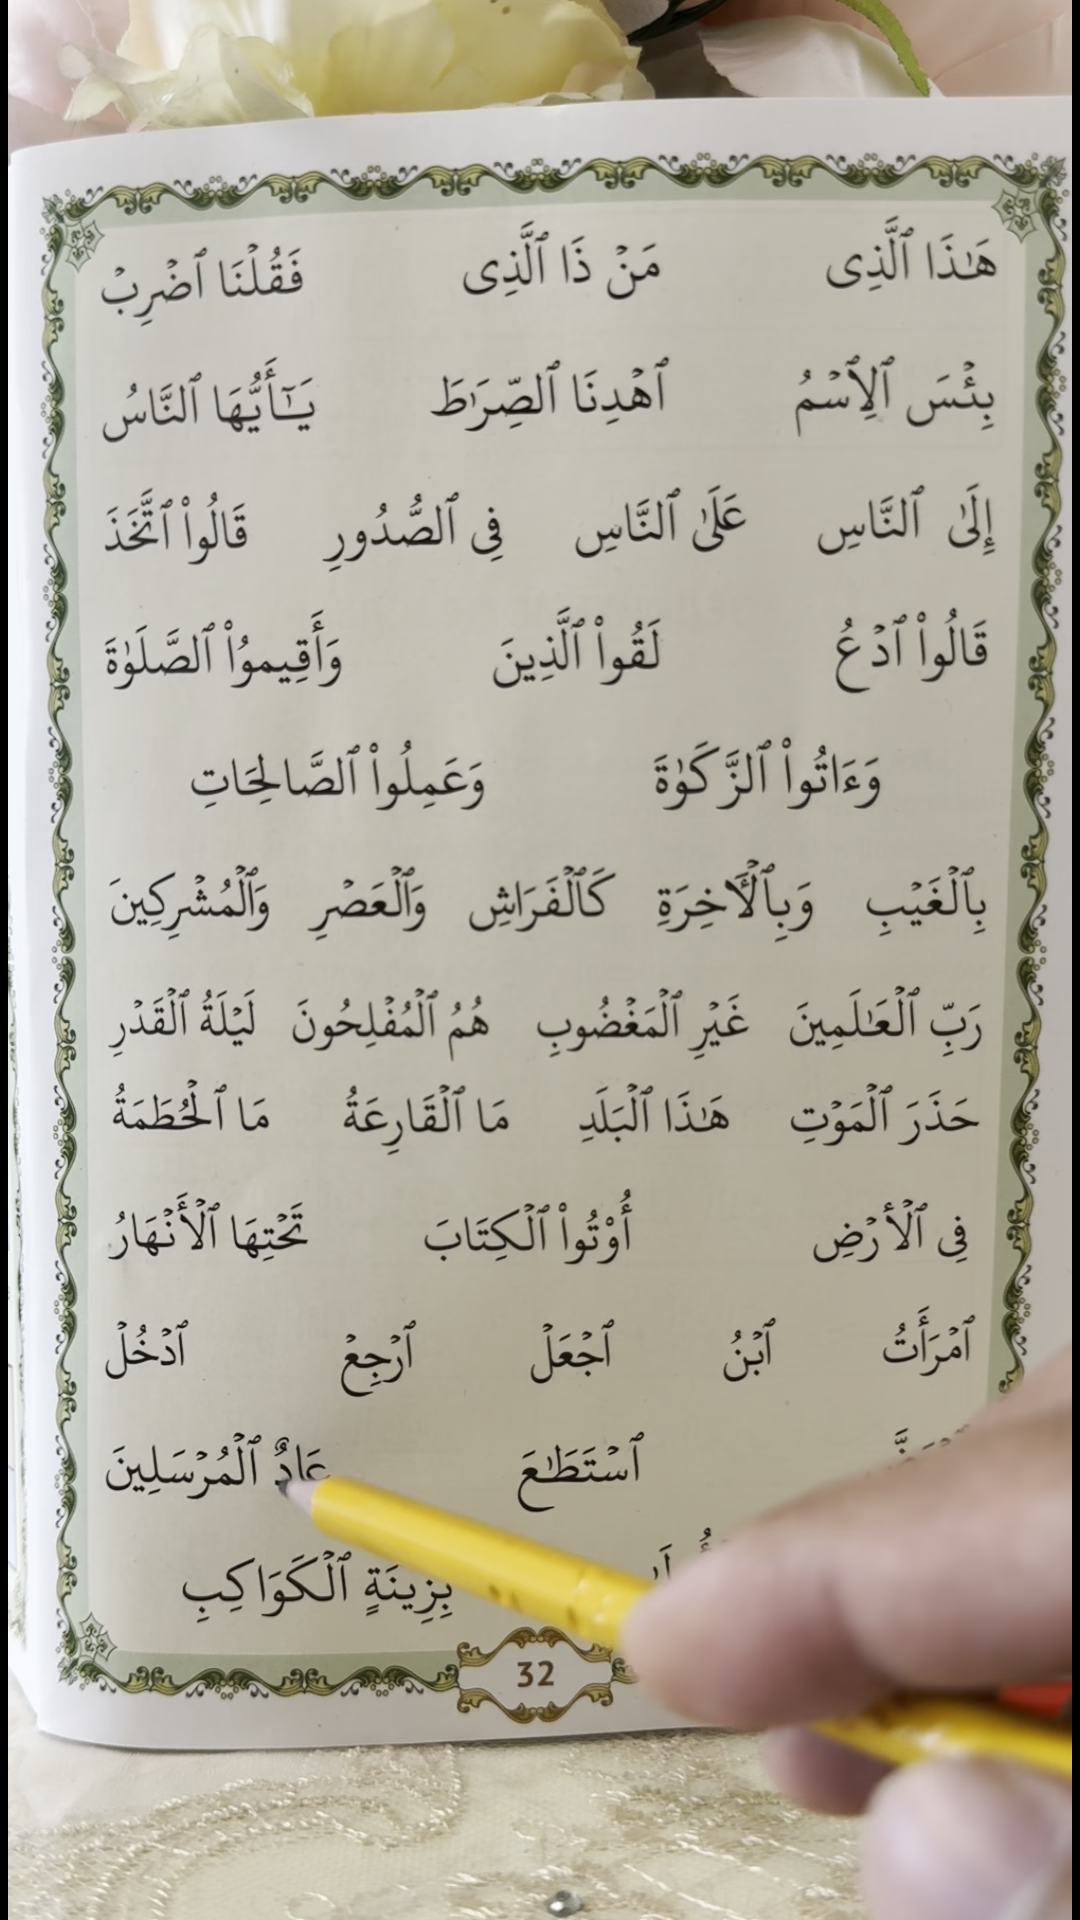 هَـٰذَا ٱلَّذِى مَنْ ذَا ٱلَّذِى فَقُلْنَا ٱضْرِبْ
بِئْسَ ٱلِٱسْمُ ٱهْدِنَا ٱلصِّرَٰطَ يَـٰٓأَيُّهَا ٱلنَّاسُ
إِلَىٰ ٱلنَّاسِ عَلَىٰ ٱلنَّاسِ فِى ٱلصُّدُورِ قَالُوا۟ ٱتَّخَذَ
قَالُوا۟ ٱدْعُ لَقُوا۟ ٱلَّذِينَ وَأَقِيمُوا۟ ٱلصَّلَوٰةَ
وَءَاتُوا۟ ٱلزَّكَوٰةَ وَعَمِلُوا۟ ٱلصَّالِحَاتِ
بِٱلْغَيْبِ وَبِٱلْـَٔاخِرَةِ كَٱلْفَرَاشِ وَٱلْعَصْرِ وَٱلْمُشْرِكِينَ
رَبِّ ٱلْعَـٰلَمِينَ غَيْرِ ٱلْمَغْضُوبِ هُمُ ٱلْمُفْلِحُونَ لَيْلَةُ ٱلْقَدْرِ
حَذَرَ ٱلْمَوْتِ هَـٰذَا ٱلْبَلَدِ مَا ٱلْقَارِعَةُ مَا ٱلْحُطَمَةُ
فِى ٱلْأَرْضِ أُوْتُوا۟ ٱلْكِتَابَ تَحْتِهَا ٱلْأَنْهَارُ
ٱمْرَأَتُ ٱبْنُ ٱجْعَلْ ٱرْجِعْ ٱدْخُلْ
ٱسْتَطَـٰعَ عَادٌ ٱلْمُرْسَلِينَ
بِزِينَةٍ ٱلْكَوَاكِبِ
32